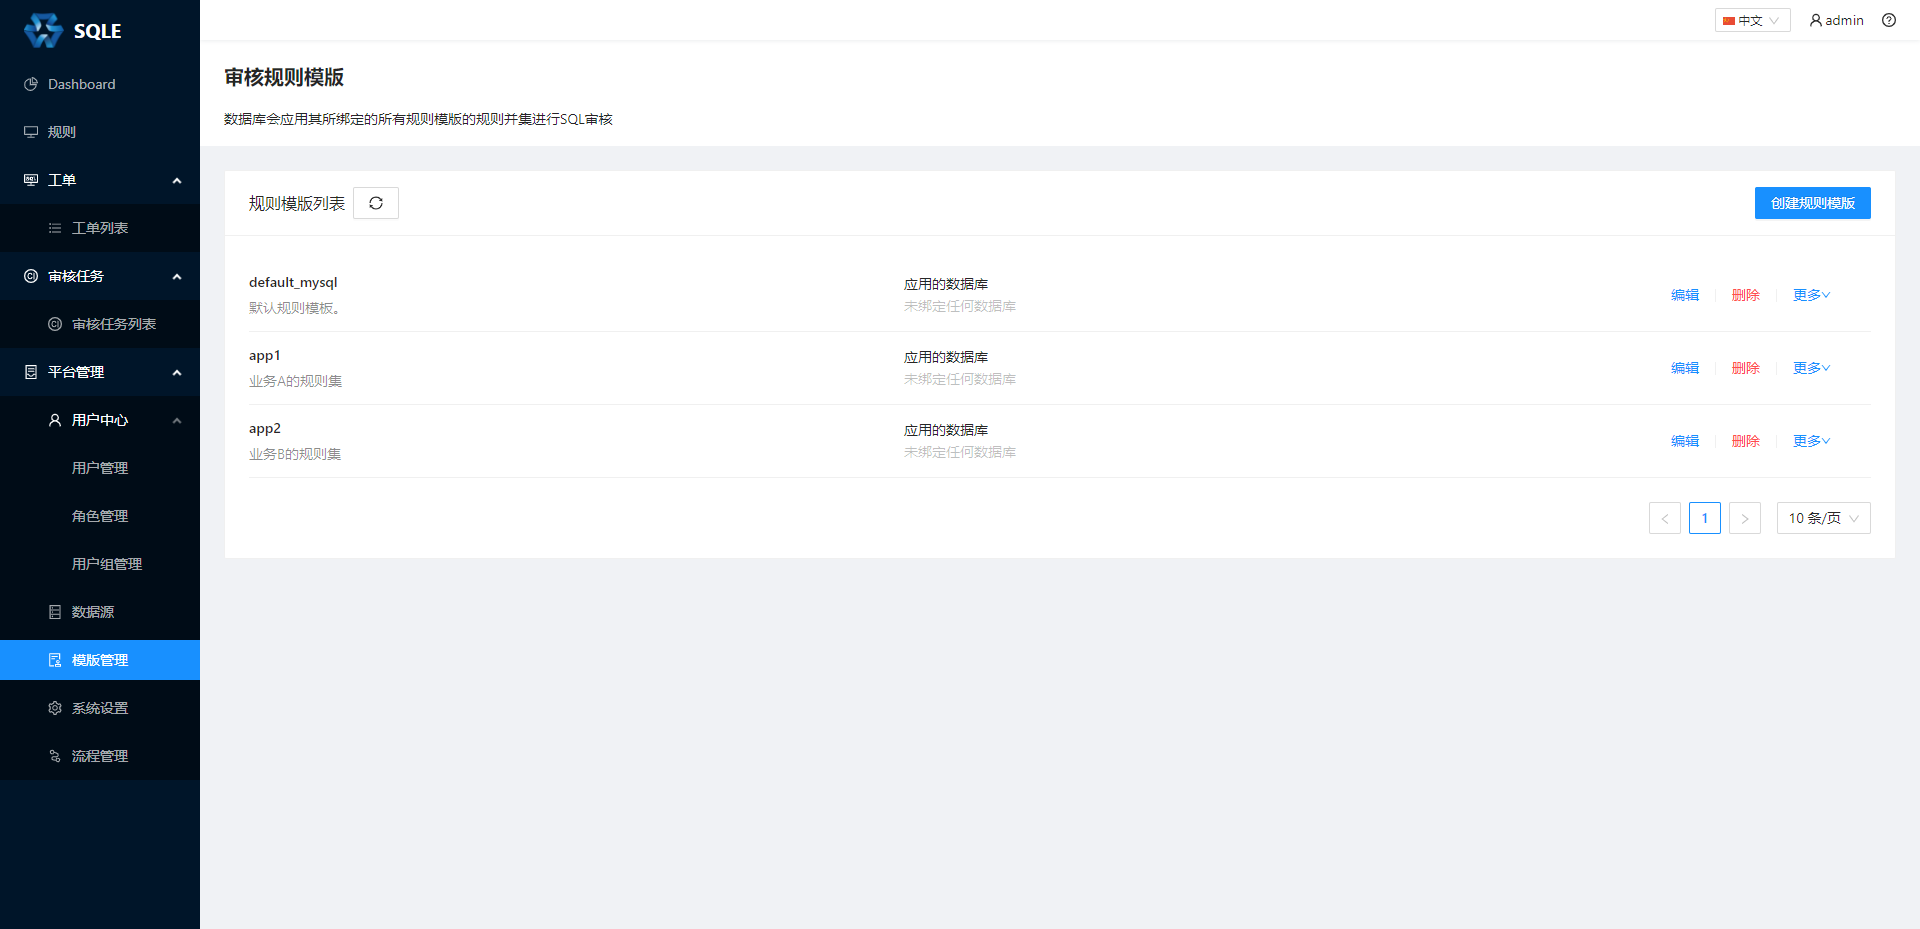 SQLE
中文
admin
Dashboard
规则
工单
工单列表
审核任务
审核任务列表
平台管理
用户中心
用户管理
角色管理
用户组管理
数据源
模版管理
系统设置
流程管理
审核规则模版
数据库会应用其所绑定的所有规则模版的规则并集进行SQL审核
规则模版列表
创建规则模版
default_mysql
默认规则模板。
应用的数据库
未绑定任何数据库
编辑 删除 更多
app1
业务A的规则集
应用的数据库
未绑定任何数据库
编辑 删除 更多
app2
业务B的规则集
应用的数据库
未绑定任何数据库
编辑 删除 更多
< 1 > 10 条/页